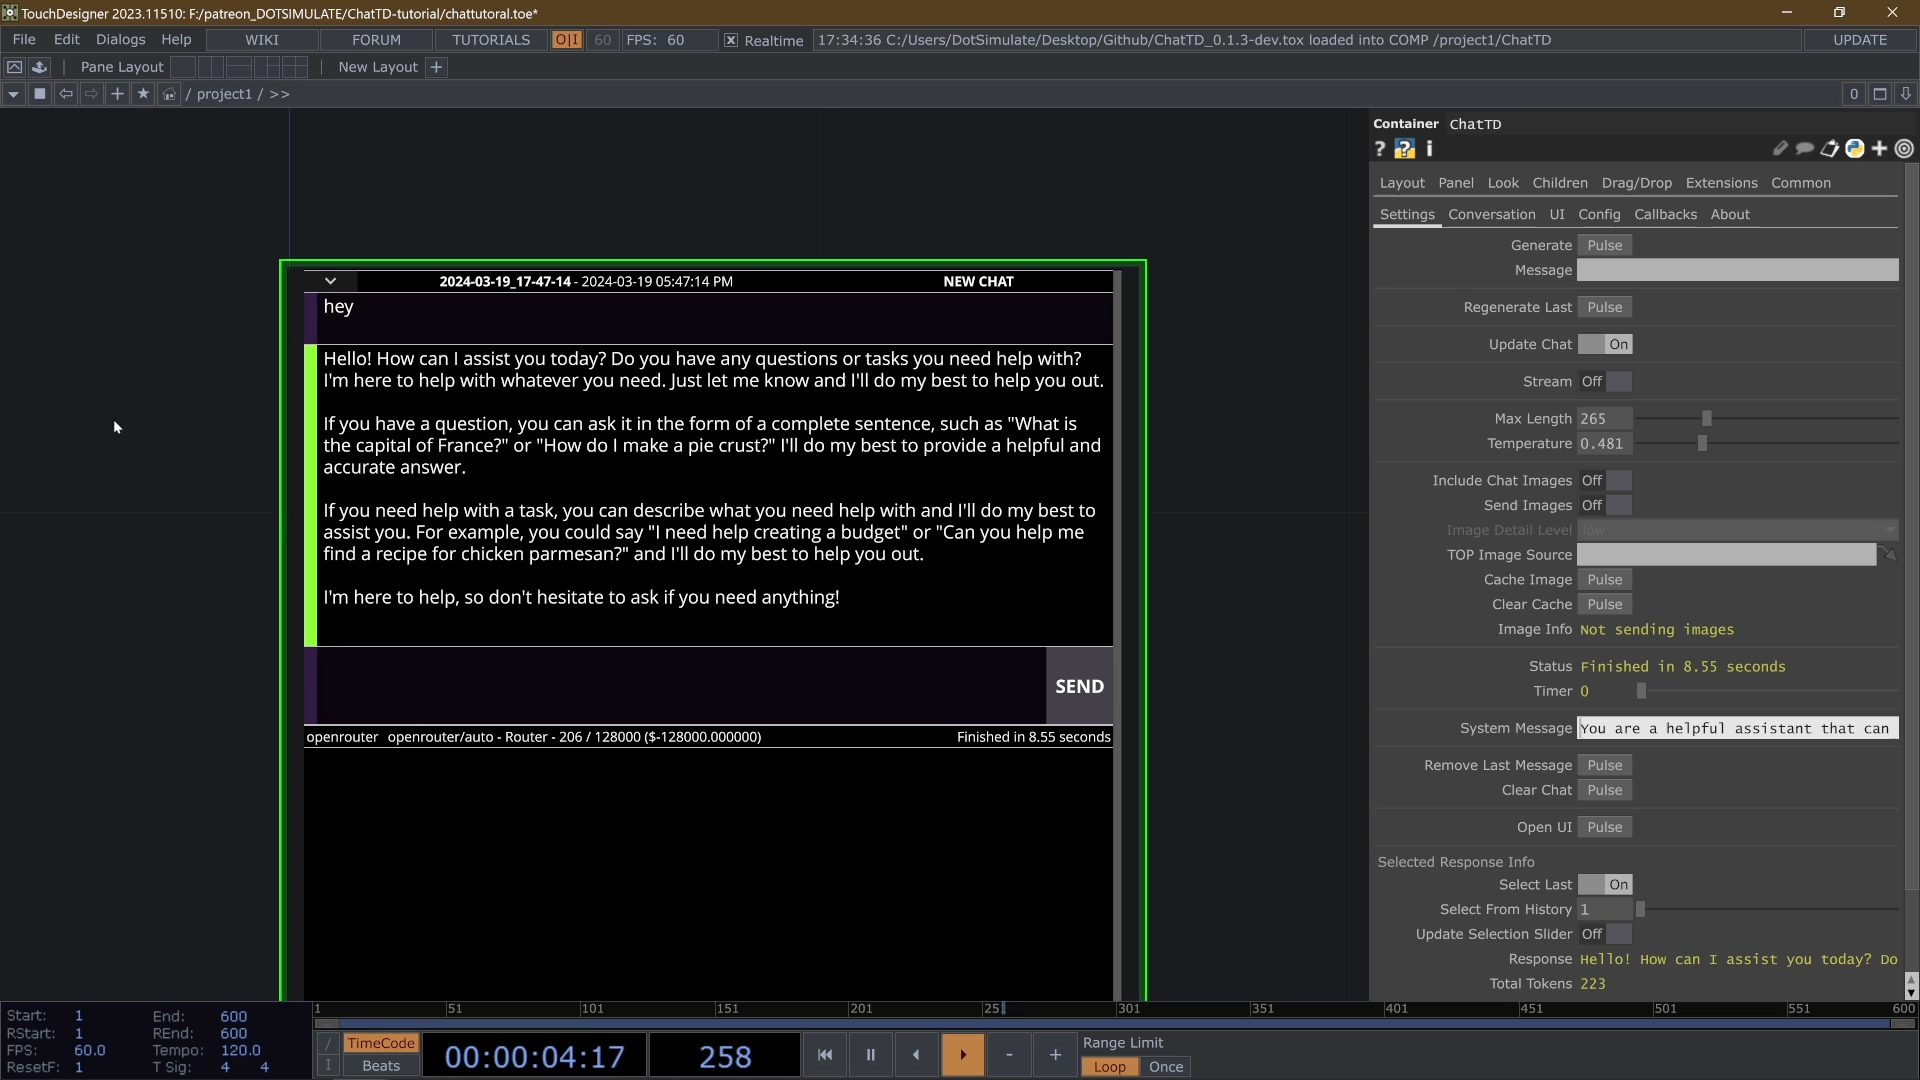 TouchDesigner 2023.11510: F:/patreon_DOTSIMULATE/ChatTD-tutorial/chattutoral.toe*
File Edit Dialogs Help WIKI FORUM TUTORIALS O|I 60 FPS: 60 Realtime 17:34:36 C:/Users/DotSimulate/Desktop/Github/ChatTD_0.1.3-dev.tox loaded into COMP /project1/ChatTD UPDATE
Pane Layout New Layout +
/ project1 / >> 0
Container ChatTD
? ? i
Layout Panel Look Children Drag/Drop Extensions Common
Settings Conversation UI Config Callbacks About
Generate Pulse
Message
Regenerate Last Pulse
Update Chat On
Stream Off
Max Length 265
Temperature 0.481
Include Chat Images Off
Send Images Off
Image Detail Level low
TOP Image Source
Cache Image Pulse
Clear Cache Pulse
Image Info Not sending images
Status Finished in 8.55 seconds
Timer 0
System Message You are a helpful assistant that can
Remove Last Message Pulse
Clear Chat Pulse
Open UI Pulse
Selected Response Info
Select Last On
Select From History 1
Update Selection Slider Off
Response Hello! How can I assist you today? Do
Total Tokens 223
2024-03-19_17-47-14 - 2024-03-19 05:47:14 PM NEW CHAT
hey
Hello! How can I assist you today? Do you have any questions or tasks you need help with?
I'm here to help with whatever you need. Just let me know and I'll do my best to help you out.
If you have a question, you can ask it in the form of a complete sentence, such as "What is
the capital of France?" or "How do I make a pie crust?" I'll do my best to provide a helpful and
accurate answer.
If you need help with a task, you can describe what you need help with and I'll do my best to
assist you. For example, you could say "I need help creating a budget" or "Can you help me
find a recipe for chicken parmesan?" and I'll do my best to help you out.
I'm here to help, so don't hesitate to ask if you need anything!
SEND
openrouter openrouter/auto - Router - 206 / 128000 ($-128000.000000) Finished in 8.55 seconds
1 51 101 151 201 251 301 351 401 451 501 551 600
Start: 1 End: 600
RStart: 1 REnd: 600
FPS: 60.0 Tempo: 120.0
ResetF: 1 T Sig: 4 4
/ TimeCode
I Beats
00:00:04:17 258
- +
Range Limit
Loop Once